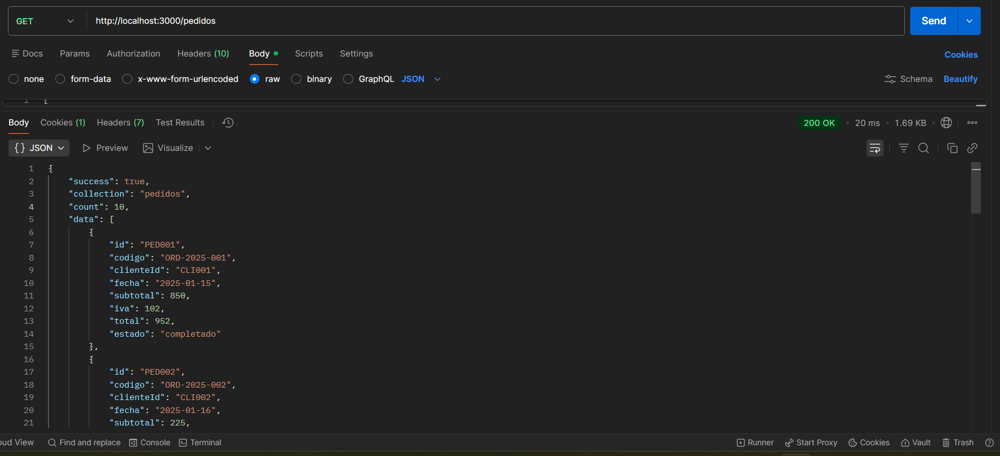 GET http://localhost:3000/pedidos Send
Docs Params Authorization Headers (10) Body Scripts Settings Cookies
none form-data x-www-form-urlencoded raw binary GraphQL JSON Schema Beautify
1 {
Body Cookies (1) Headers (7) Test Results 200 OK • 20 ms • 1.69 KB •
{} JSON Preview Visualize
1 {
2 "success": true,
3 "collection": "pedidos",
4 "count": 10,
5 "data": [
6 {
7 "id": "PED001",
8 "codigo": "ORD-2025-001",
9 "clienteId": "CLI001",
10 "fecha": "2025-01-15",
11 "subtotal": 850,
12 "iva": 102,
13 "total": 952,
14 "estado": "completado"
15 },
16 {
17 "id": "PED002",
18 "codigo": "ORD-2025-002",
19 "clienteId": "CLI002",
20 "fecha": "2025-01-16",
21 "subtotal": 225,
oud View Find and replace Console Terminal Runner Start Proxy Cookies Vault Trash